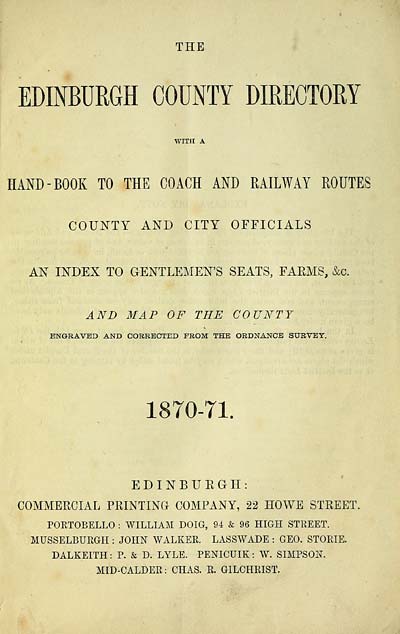 THE
EDINBURGH COUNTY DIRECTORY
WITH A
HAND-BOOK TO THE COACH AND RAILWAY ROUTES
COUNTY AND CITY OFFICIALS
AN INDEX TO GENTLEMEN'S SEATS, FARMS, &c.
AND MAP OF THE COUNTY
ENGRAVED AND CORRECTED FROM THE ORDNANCE SURVEY.
1870-71.
EDINBURGH:
COMMERCIAL PRINTING COMPANY, 22 HOWE STREET.
PORTOBELLO: WILLIAM DOIG, 94 & 96 HIGH STREET.
MUSSELBURGH: JOHN WALKER. LASSWADE: GEO. STORIE.
DALKEITH: P. & D. LYLE. PENICUIK: W. SIMPSON.
MID-CALDER: CHAS. R. GILCHRIST.